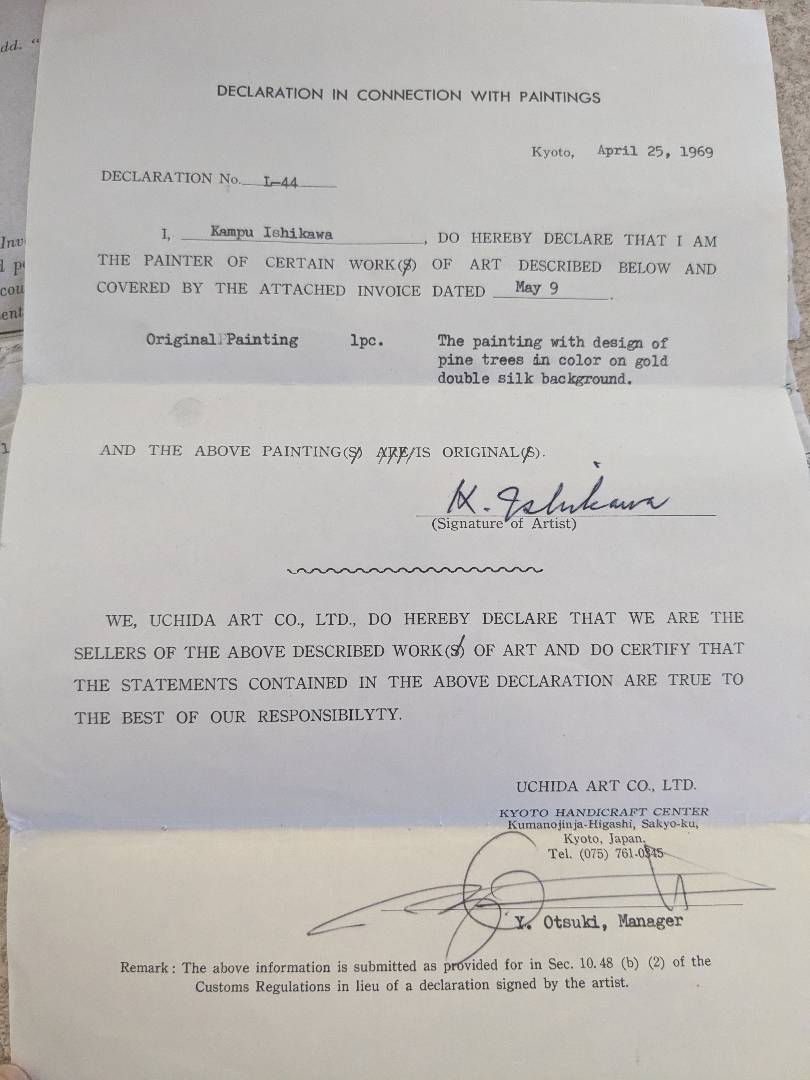 dd. "
DECLARATION IN CONNECTION WITH PAINTINGS
Kyoto, April 25, 1969
DECLARATION No. L-44
I, Kampu Ishikawa, DO HEREBY DECLARE THAT I AM
THE PAINTER OF CERTAIN WORK(S) OF ART DESCRIBED BELOW AND
COVERED BY THE ATTACHED INVOICE DATED May 9.
Original Painting 1pc. The painting with design of
pine trees in color on gold
double silk background.
AND THE ABOVE PAINTING(S) ARE/IS ORIGINAL(S).
K. Ishikawa
(Signature of Artist)
WE, UCHIDA ART CO., LTD., DO HEREBY DECLARE THAT WE ARE THE
SELLERS OF THE ABOVE DESCRIBED WORK(S) OF ART AND DO CERTIFY THAT
THE STATEMENTS CONTAINED IN THE ABOVE DECLARATION ARE TRUE TO
THE BEST OF OUR RESPONSIBILYTY.
UCHIDA ART CO., LTD.
KYOTO HANDICRAFT CENTER
Kumanojinja-Higashi, Sakyo-ku,
Kyoto, Japan.
Tel. (075) 761-0345
Y. Otsuki, Manager
Remark : The above information is submitted as provided for in Sec. 10.48 (b) (2) of the
Customs Regulations in lieu of a declaration signed by the artist.